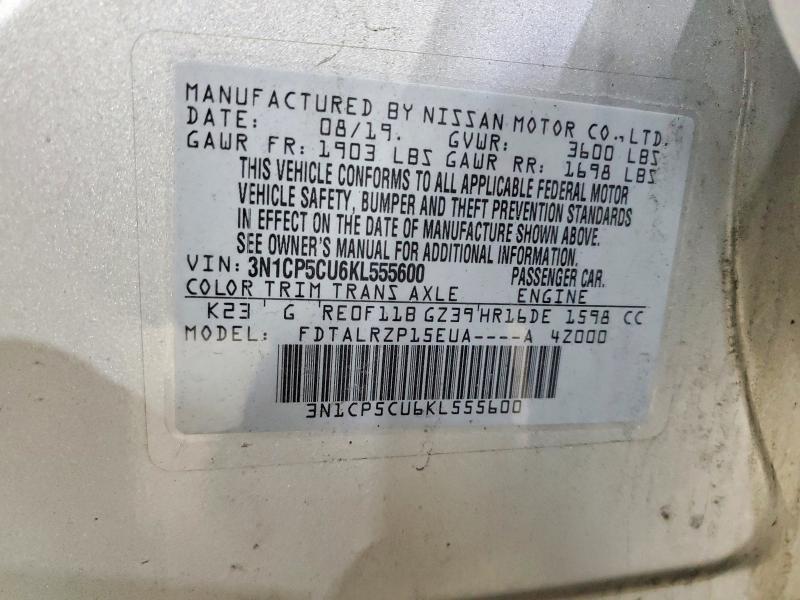 MANUFACTURED BY NISSAN MOTOR CO.,LTD.
DATE: 08/19. GVWR: 3600 LBS
GAWR FR: 1903 LBS GAWR RR: 1698 LBS
THIS VEHICLE CONFORMS TO ALL APPLICABLE FEDERAL MOTOR
VEHICLE SAFETY, BUMPER AND THEFT PREVENTION STANDARDS
IN EFFECT ON THE DATE OF MANUFACTURE SHOWN ABOVE.
SEE OWNER'S MANUAL FOR ADDITIONAL INFORMATION.
VIN: 3N1CP5CU6KL555600 PASSENGER CAR.
COLOR TRIM TRANS AXLE ENGINE
K23 ' G ' RE0F11B GZ39'HR16DE 1598 CC
MODEL: FDTALRZP15EUA----A 4Z000
3N1CP5CU6KL555600